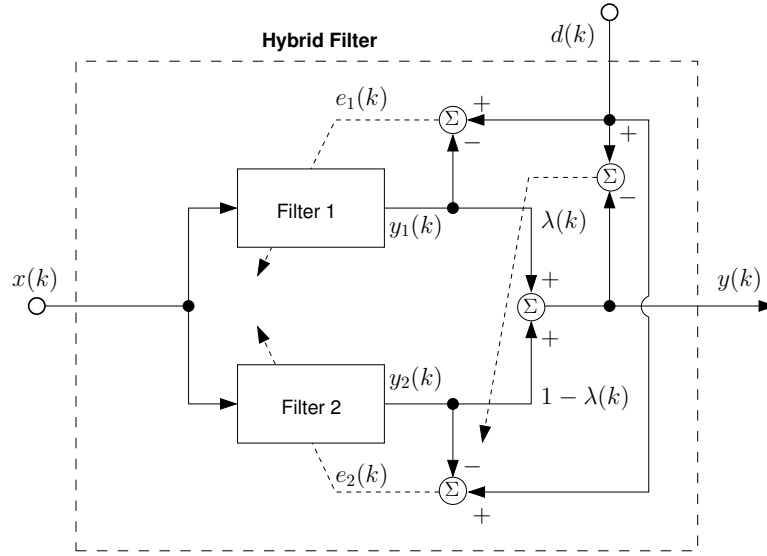 d(k)
Hybrid Filter
e₁(k)
+
+
Σ
−
Σ
−
Filter 1
y₁(k)
λ(k)
x(k)
+
y(k)
Σ
+
y₂(k)
Filter 2
1 − λ(k)
−
e₂(k)
Σ
+